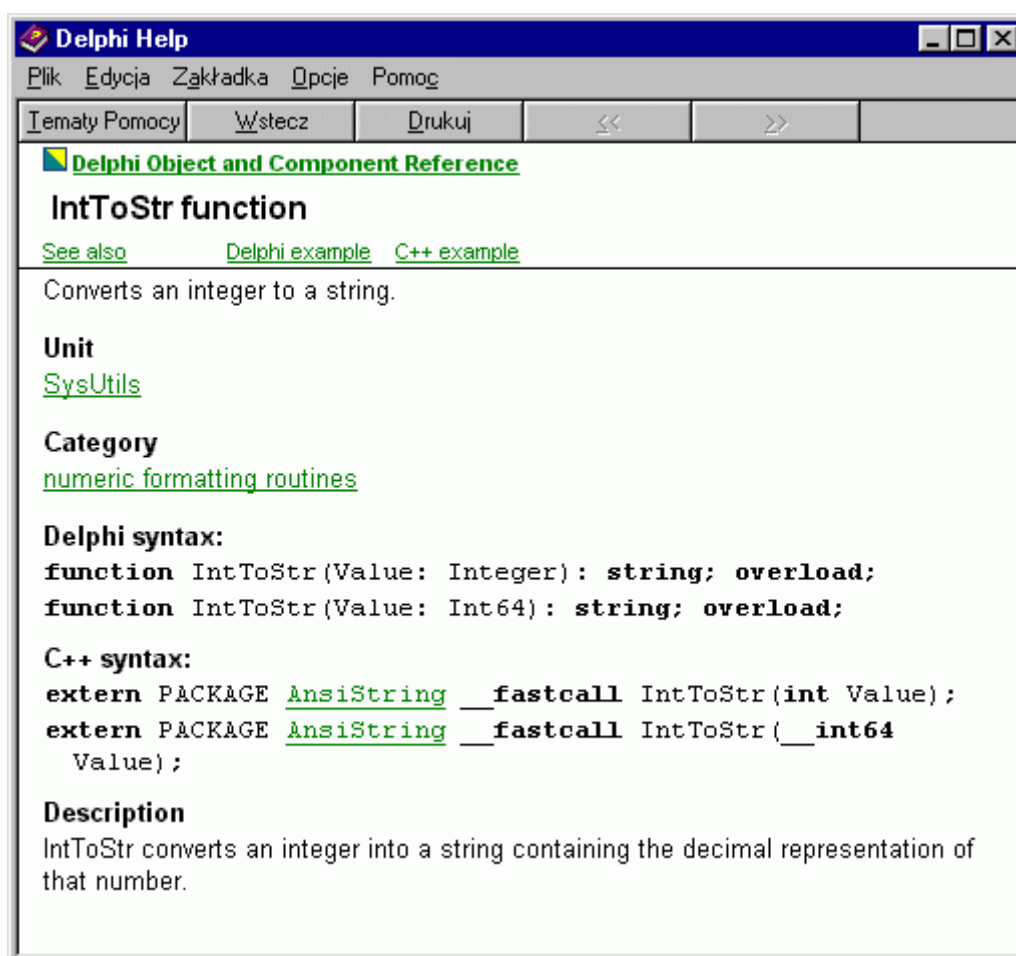 Delphi Help
Plik Edycja Zakładka Opcje Pomoc
Tematy Pomocy Wstecz Drukuj << >>
Delphi Object and Component Reference
IntToStr function
See also Delphi example C++ example
Converts an integer to a string.
Unit
SysUtils
Category
numeric formatting routines
Delphi syntax:
function IntToStr(Value: Integer): string; overload;
function IntToStr(Value: Int64): string; overload;
C++ syntax:
extern PACKAGE AnsiString __fastcall IntToStr(int Value);
extern PACKAGE AnsiString __fastcall IntToStr(__int64
Value);
Description
IntToStr converts an integer into a string containing the decimal representation of
that number.